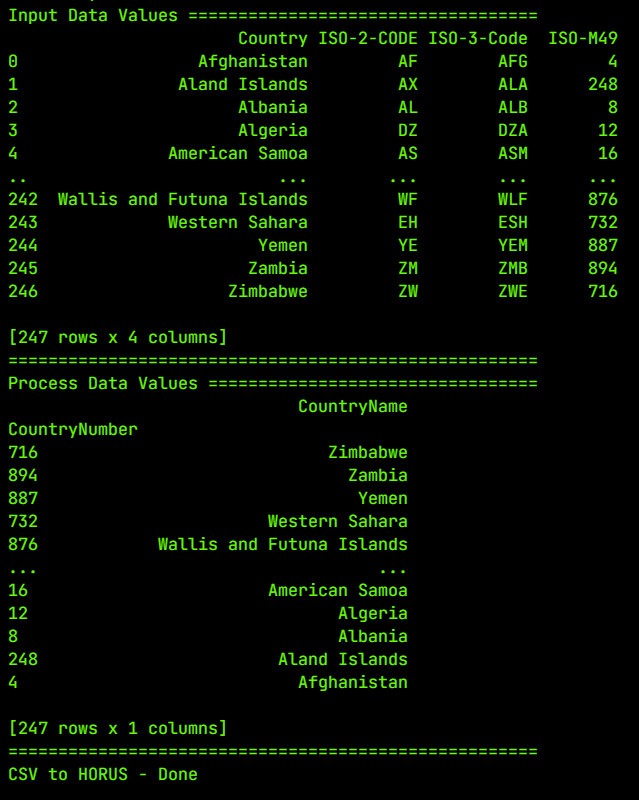 Input Data Values ===================================
                       Country ISO-2-CODE ISO-3-Code  ISO-M49
0                  Afghanistan         AF        AFG        4
1                Aland Islands         AX        ALA      248
2                      Albania         AL        ALB        8
3                      Algeria         DZ        DZA       12
4               American Samoa         AS        ASM       16
..                         ...        ...        ...      ...
242  Wallis and Futuna Islands         WF        WLF      876
243             Western Sahara         EH        ESH      732
244                      Yemen         YE        YEM      887
245                     Zambia         ZM        ZMB      894
246                   Zimbabwe         ZW        ZWE      716
[247 rows x 4 columns]
=====================================================
Process Data Values =================================
                             CountryName
CountryNumber
716                             Zimbabwe
894                               Zambia
887                                Yemen
732                       Western Sahara
876            Wallis and Futuna Islands
...                                  ...
16                        American Samoa
12                               Algeria
8                                Albania
248                        Aland Islands
4                            Afghanistan
[247 rows x 1 columns]
=====================================================
CSV to HORUS - Done